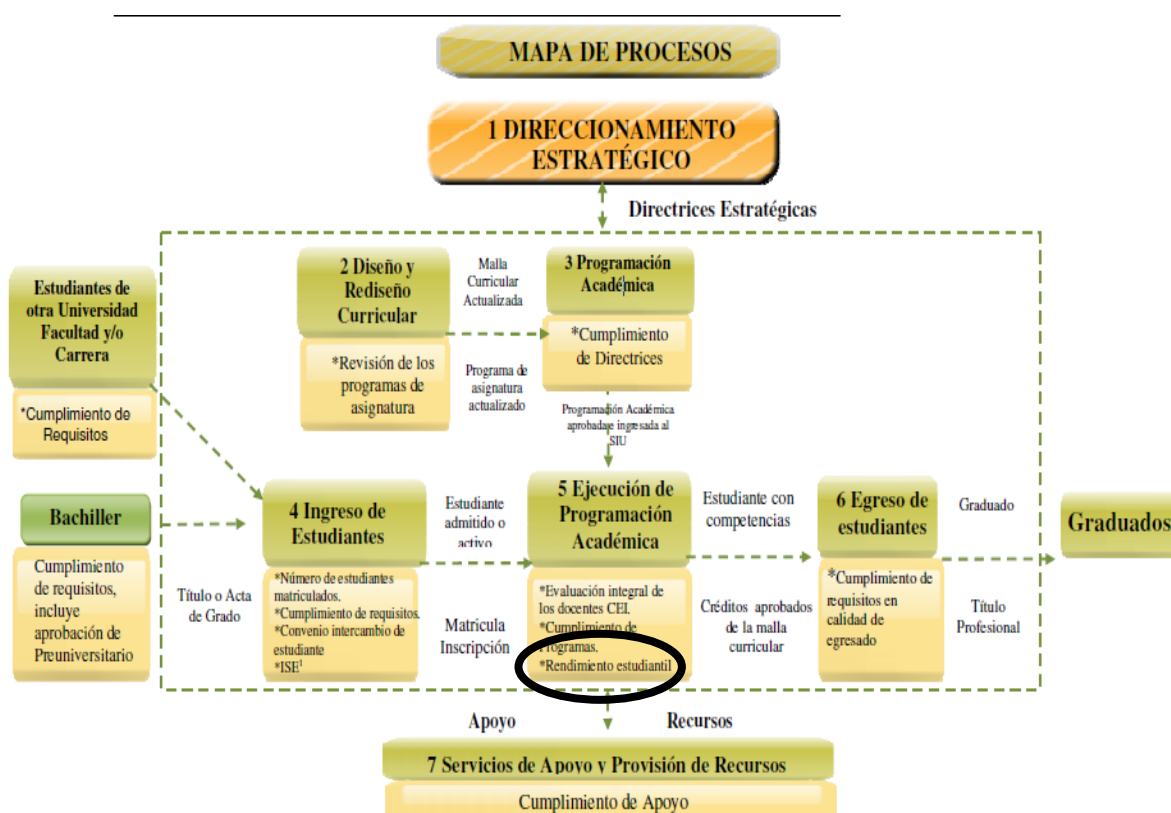 MAPA DE PROCESOS
1 DIRECCIONAMIENTO
ESTRATÉGICO
Directrices Estratégicas
Estudiantes de
otra Universidad
Facultad y/o
Carrera
*Cumplimiento de
Requisitos
2 Diseño y
Rediseño
Curricular
*Revisión de los
programas de
asignatura
Malla
Curricular
Actualizada
Programa de
asignatura
actualizado
3 Programación
Académica
*Cumplimiento
de Directrices
Programación Académica
aprobada e ingresada al
SIU
Bachiller
Cumplimiento
de requisitos,
incluye
aprobación de
Preuniversitario
Título o Acta
de Grado
4 Ingreso de
Estudiantes
*Número de estudiantes
matriculados.
*Cumplimiento de requisitos.
*Convenio intercambio de
estudiante
*ISE¹
Estudiante
admitido o
activo
Matricula
Inscripción
5 Ejecución de
Programación
Académica
*Evaluación integral de
los docentes CEI.
*Cumplimiento de
Programas.
*Rendimiento estudiantil
Estudiante con
competencias
Créditos aprobados
de la malla
curricular
6 Egreso de
estudiantes
*Cumplimiento de
requisitos en
calidad de
egresado
Graduado
Título
Profesional
Graduados
Apoyo
Recursos
7 Servicios de Apoyo y Provisión de Recursos
Cumplimiento de Apoyo